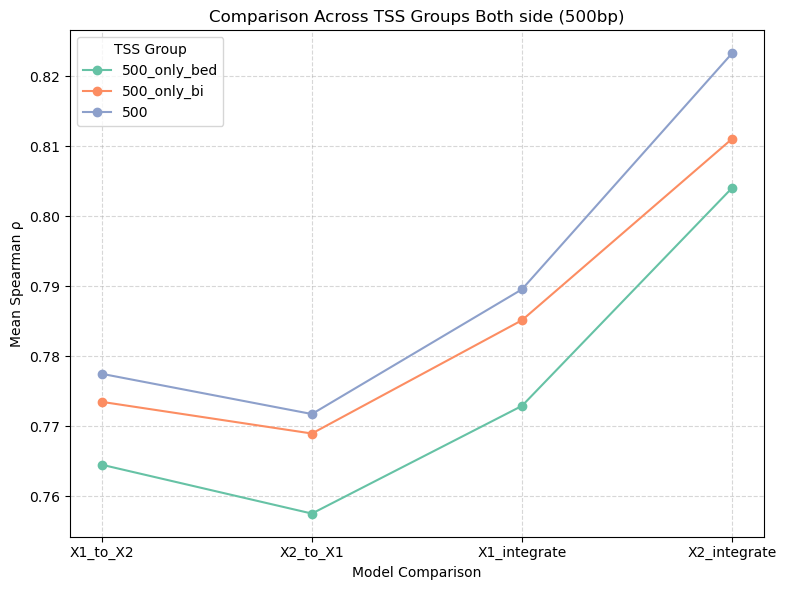 Comparison Across TSS Groups Both side (500bp)
TSS Group
500_only_bed
500_only_bi
500
0.82
0.81
0.80
0.79
0.78
0.77
0.76
Mean Spearman ρ
X1_to_X2
X2_to_X1
X1_integrate
X2_integrate
Model Comparison